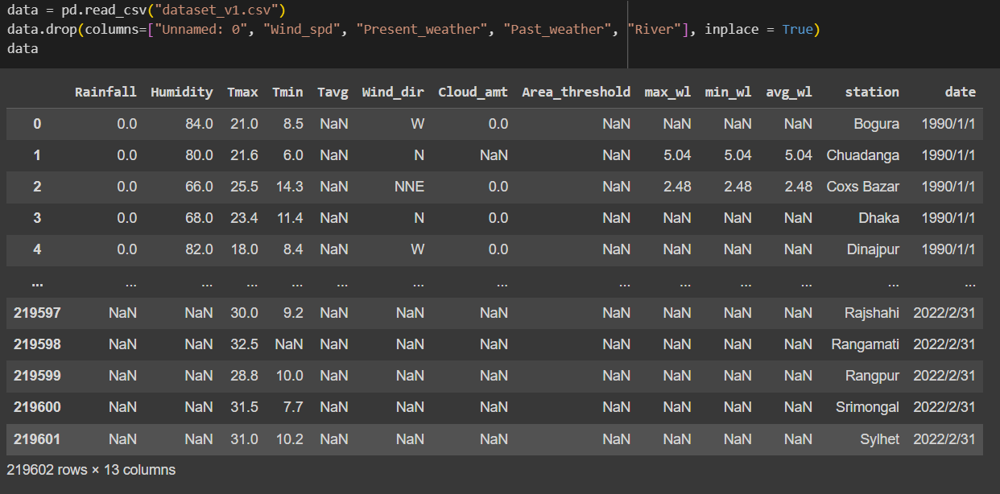 data = pd.read_csv("dataset_v1.csv")
data.drop(columns=["Unnamed: 0", "Wind_spd", "Present_weather", "Past_weather", "River"], inplace = True)
data
Rainfall Humidity Tmax Tmin Tavg Wind_dir Cloud_amt Area_threshold max_wl min_wl avg_wl station date
0 0.0 84.0 21.0 8.5 NaN W 0.0 NaN NaN NaN NaN Bogura 1990/1/1
1 0.0 80.0 21.6 6.0 NaN N NaN NaN 5.04 5.04 5.04 Chuadanga 1990/1/1
2 0.0 66.0 25.5 14.3 NaN NNE 0.0 NaN 2.48 2.48 2.48 Coxs Bazar 1990/1/1
3 0.0 68.0 23.4 11.4 NaN N 0.0 NaN NaN NaN NaN Dhaka 1990/1/1
4 0.0 82.0 18.0 8.4 NaN W 0.0 NaN NaN NaN NaN Dinajpur 1990/1/1
... ... ... ... ... ... ... ... ... ... ... ... ... ...
219597 NaN NaN 30.0 9.2 NaN NaN NaN NaN NaN NaN NaN Rajshahi 2022/2/31
219598 NaN NaN 32.5 NaN NaN NaN NaN NaN NaN NaN NaN Rangamati 2022/2/31
219599 NaN NaN 28.8 10.0 NaN NaN NaN NaN NaN NaN NaN Rangpur 2022/2/31
219600 NaN NaN 31.5 7.7 NaN NaN NaN NaN NaN NaN NaN Srimongal 2022/2/31
219601 NaN NaN 31.0 10.2 NaN NaN NaN NaN NaN NaN NaN Sylhet 2022/2/31
219602 rows × 13 columns